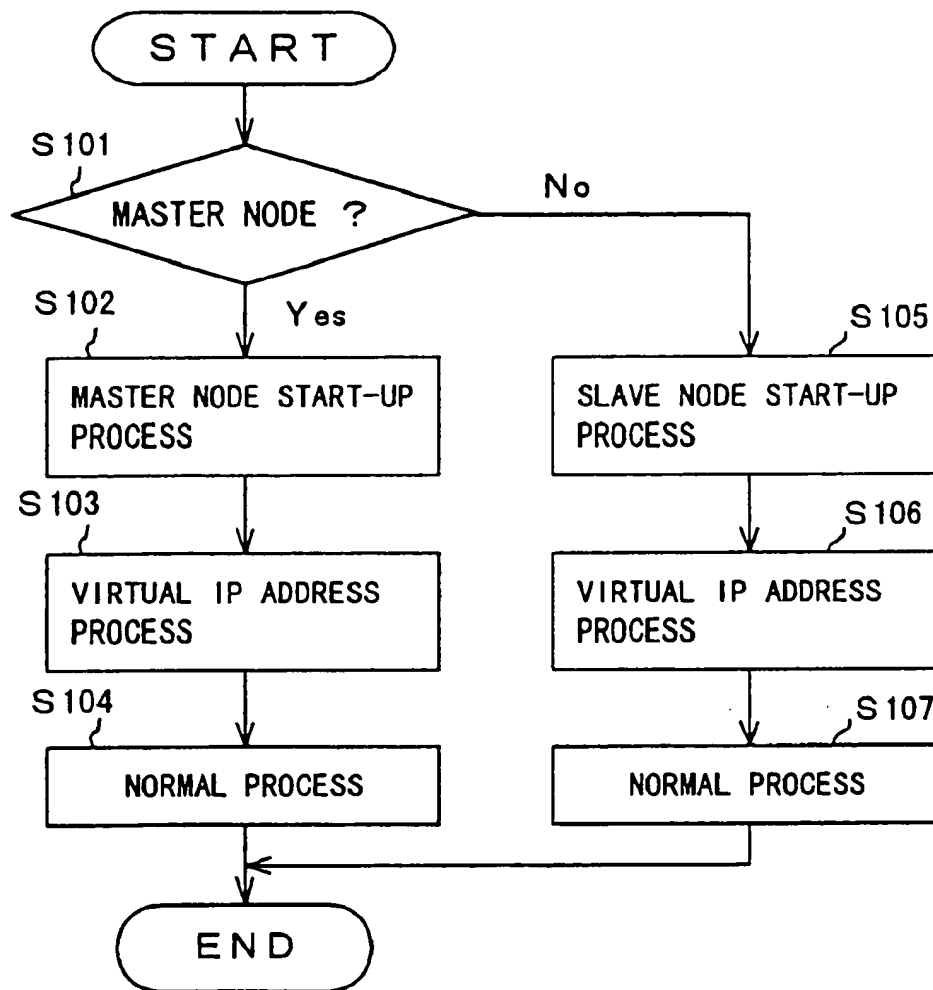 START
S101
MASTER NODE ?
No
Yes
S102
MASTER NODE START-UP
PROCESS
S103
VIRTUAL IP ADDRESS
PROCESS
S104
NORMAL PROCESS
S105
SLAVE NODE START-UP
PROCESS
S106
VIRTUAL IP ADDRESS
PROCESS
S107
NORMAL PROCESS
END